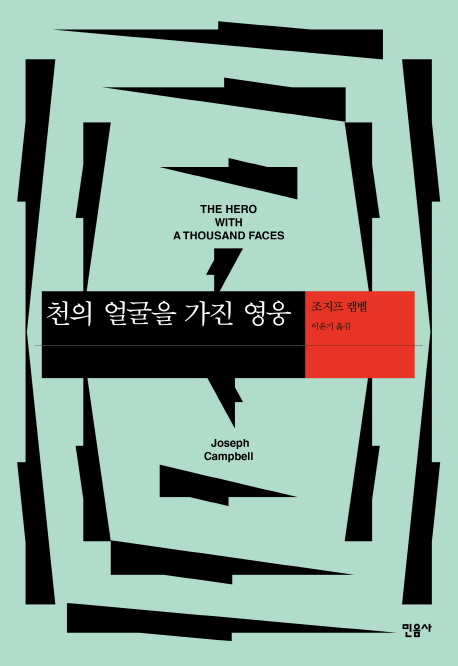 THE HERO
WITH
A THOUSAND FACES
천의 얼굴을 가진 영웅
조지프 캠벨
이윤기 옮김
Joseph
Campbell
민음사